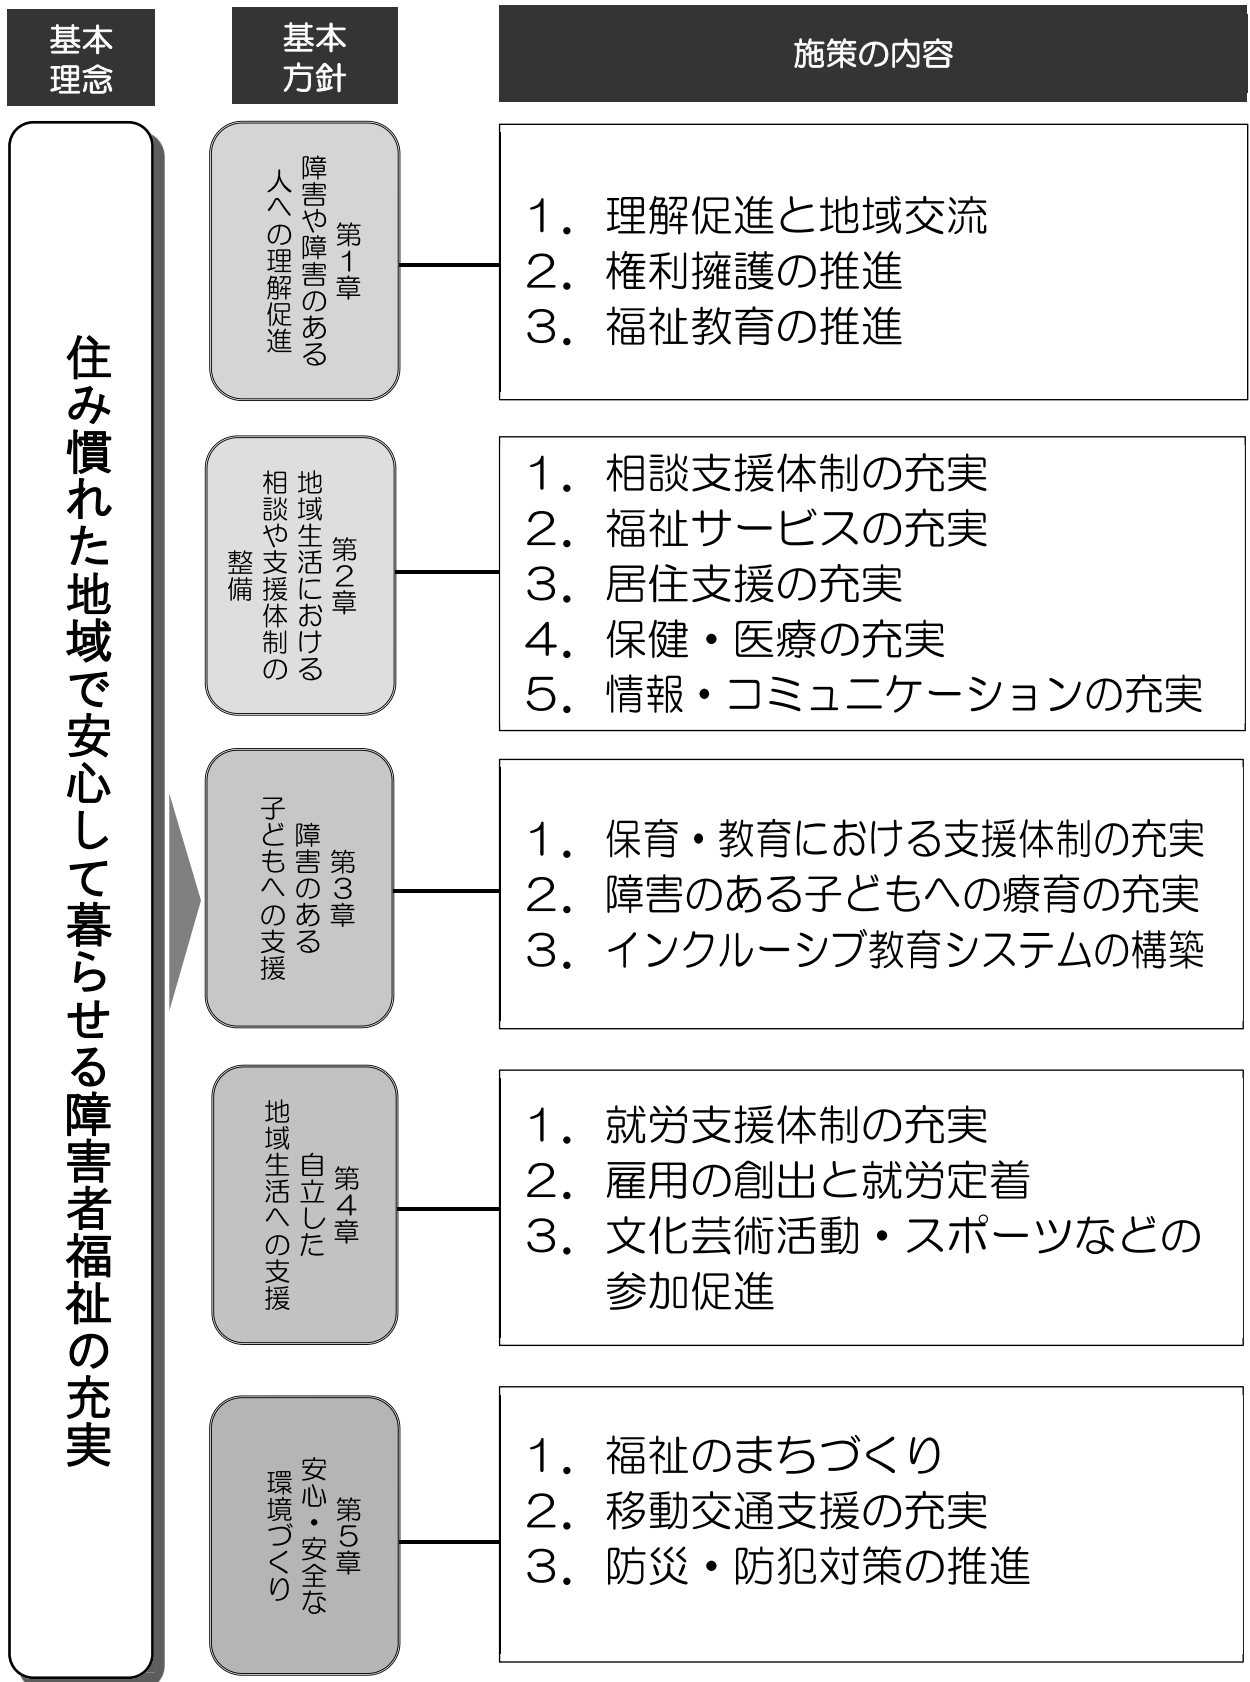 基本
理念
基本
方針
施策の内容
住み慣れた地域で安心して暮らせる障害者福祉の充実
第1章
障害や障害のある
人への理解促進
1．理解促進と地域交流
2．権利擁護の推進
3．福祉教育の推進
第2章
地域生活における
相談や支援体制の
整備
1．相談支援体制の充実
2．福祉サービスの充実
3．居住支援の充実
4．保健・医療の充実
5．情報・コミュニケーションの充実
第3章
障害のある
子どもへの支援
1．保育・教育における支援体制の充実
2．障害のある子どもへの療育の充実
3．インクルーシブ教育システムの構築
第4章
自立した
地域生活への支援
1．就労支援体制の充実
2．雇用の創出と就労定着
3．文化芸術活動・スポーツなどの
参加促進
第5章
安心・安全な
環境づくり
1．福祉のまちづくり
2．移動交通支援の充実
3．防災・防犯対策の推進